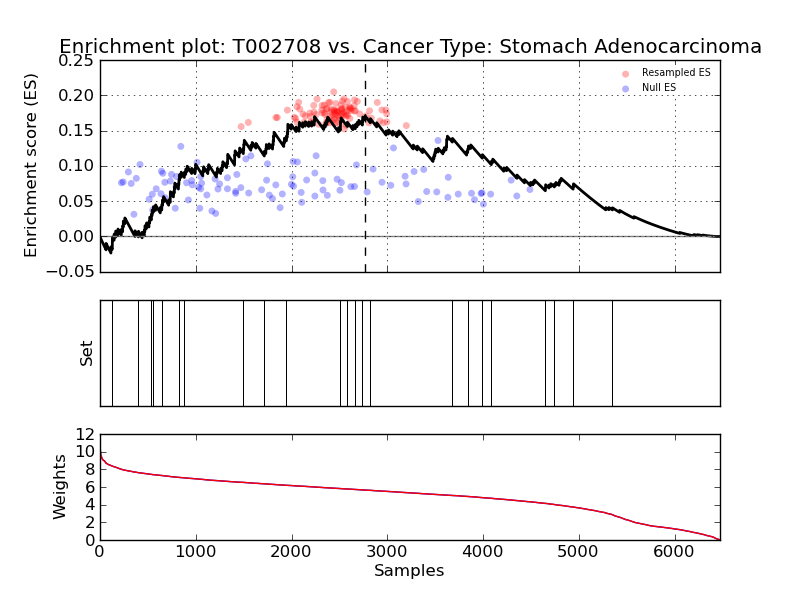 Enrichment plot: T002708 vs. Cancer Type: Stomach Adenocarcinoma
Enrichment score (ES)
0.25
0.20
0.15
0.10
0.05
0.00
−0.05
Resampled ES
Null ES
Set
Weights
12
10
8
6
4
2
0
0 1000 2000 3000 4000 5000 6000
Samples